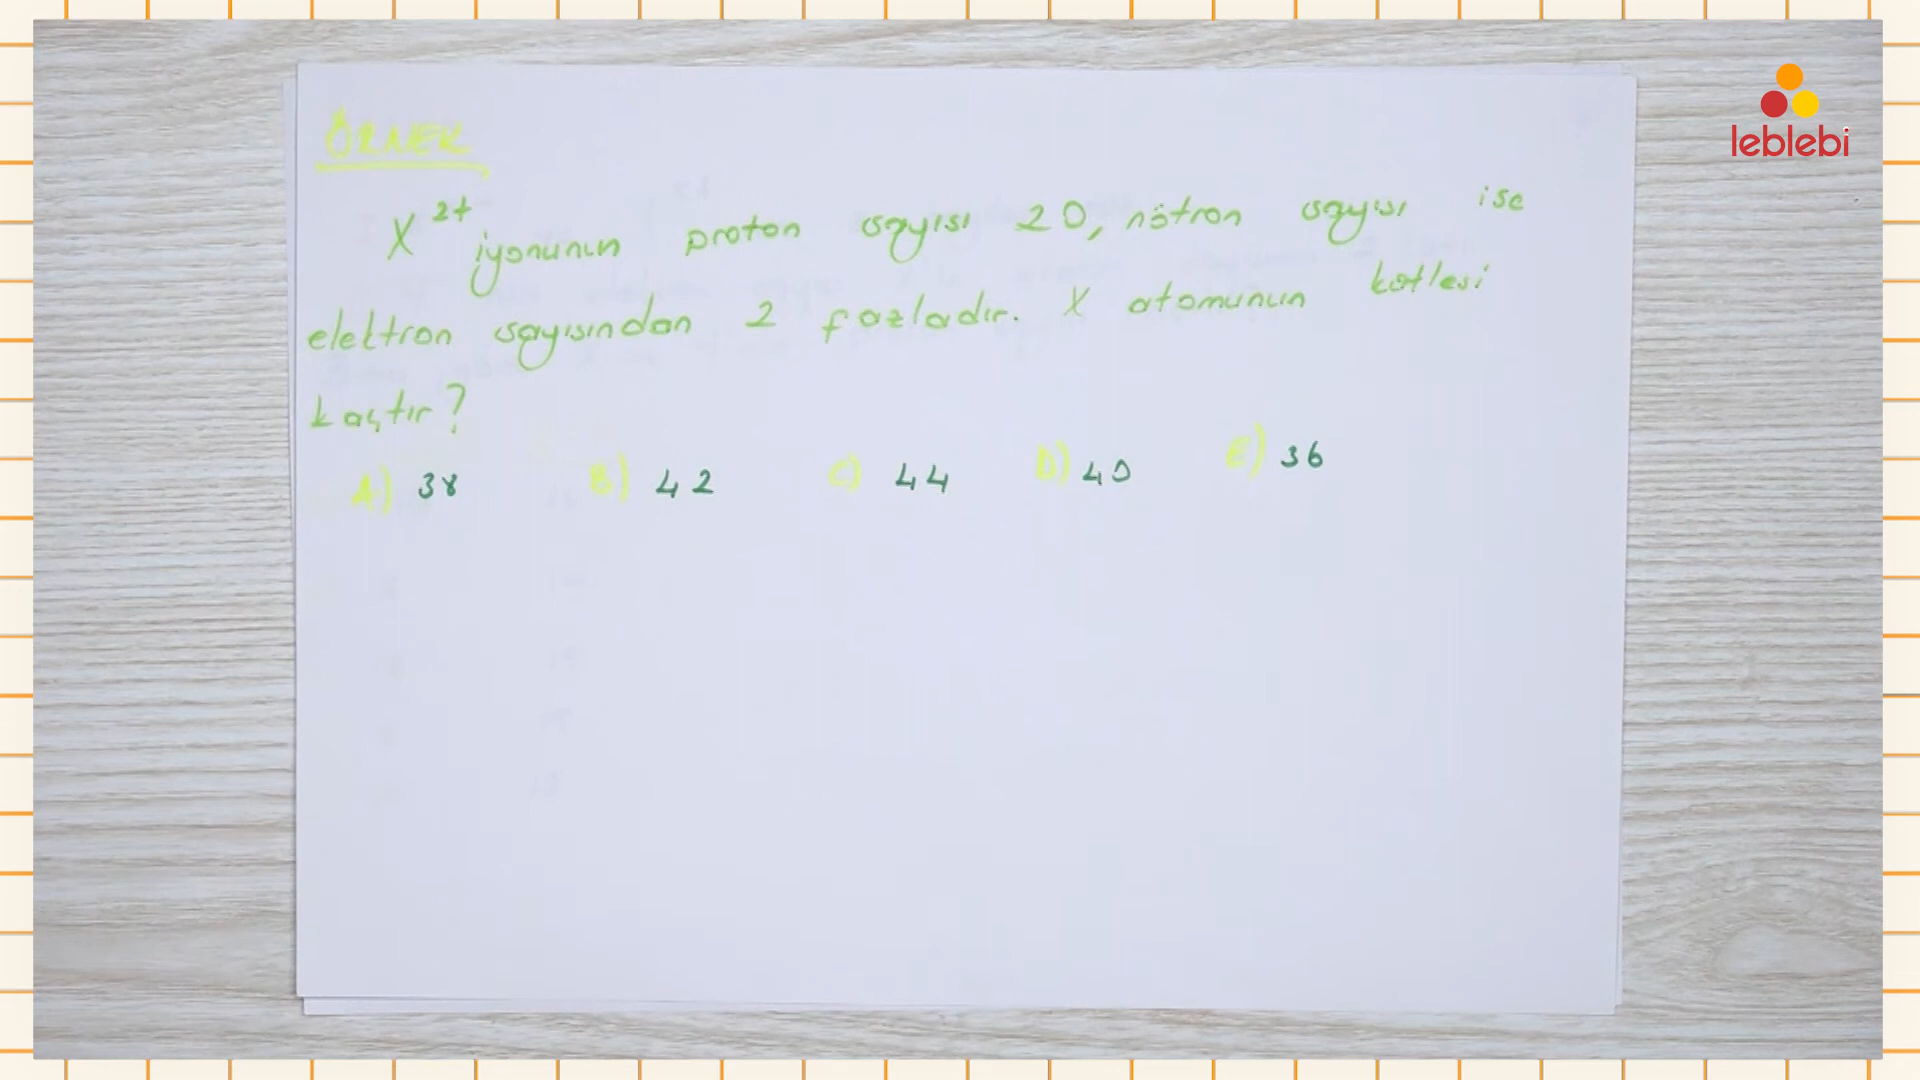 leblebi
ÖRNEK
X²⁺ iyonunun proton sayısı 20, nötron sayısı ise
elektron sayısından 2 fazladır. X atomunun kütlesi
kaçtır?
A) 38 B) 42 C) 44 D) 40 E) 36